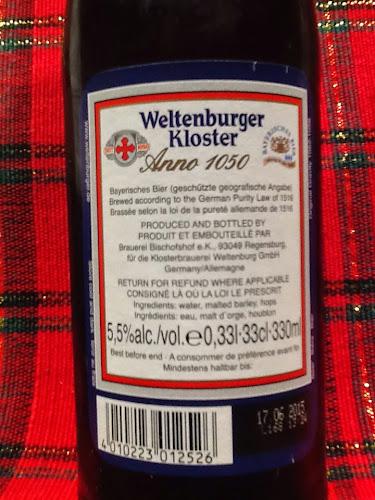 Weltenburger
Kloster
Anno 1050
Bayerisches Bier (geschützte geografische Angabe)
Brewed according to the German Purity Law of 1516
Brassée selon la loi de la pureté allemande de 1516
PRODUCED AND BOTTLED BY
PRODUIT ET EMBOUTEILLÉ PAR
Brauerei Bischofshof e.K., 93049 Regensburg,
für die Klosterbrauerei Weltenburg GmbH
Germany/Allemagne
RETURN FOR REFUND WHERE APPLICABLE
CONSIGNÉ LÀ OÙ LA LOI LE PRESCRIT
Ingredients: water, malted barley, hops
Ingrédients: eau, malt d'orge, houblon
5,5%alc./vol. e 0,33l-33cl-330ml
Best before end · A consommer de préférence avant fin
Mindestens haltbar bis:
17.06.2015
4 010223 012526